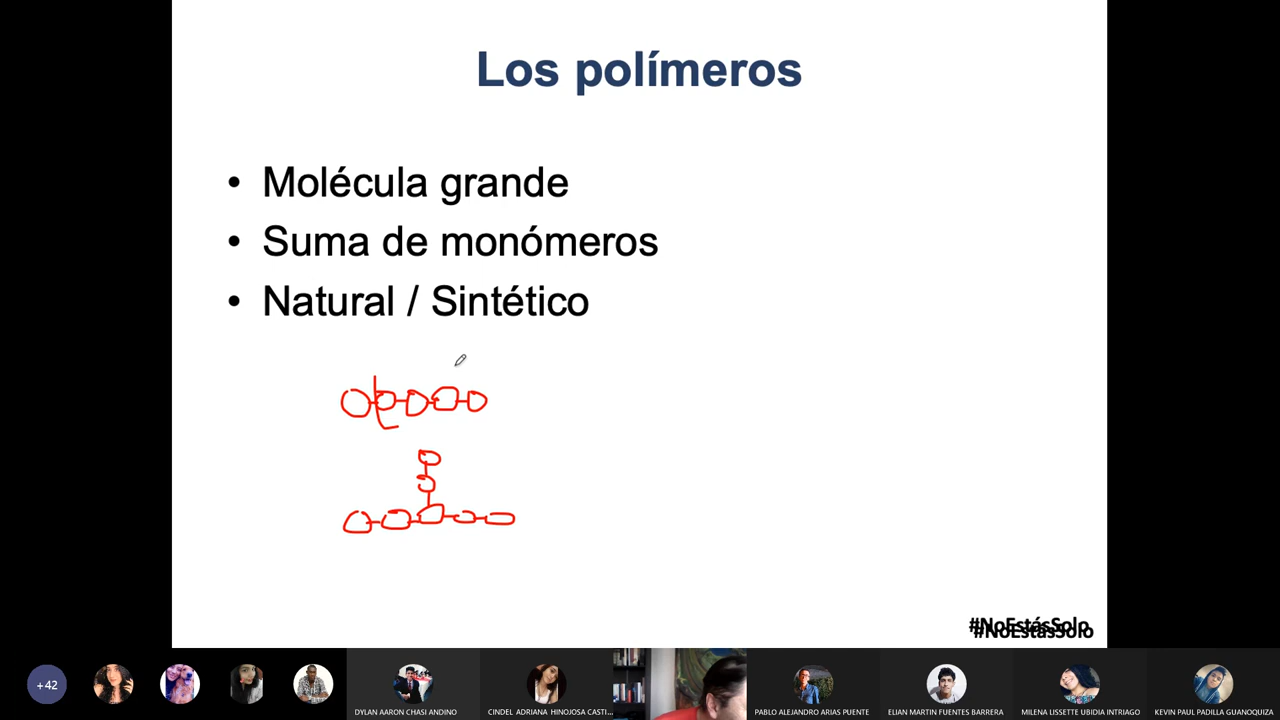 Los polímeros
• Molécula grande
• Suma de monómeros
• Natural / Sintético
#NoEstásSolo
#NoEstásSolo
+42
DYLAN AARON CHASI ANDINO
CINDEL ADRIANA HINOJOSA CASTI...
PABLO ALEJANDRO ARIAS PUENTE
ELIAN MARTIN FUENTES BARRERA
MILENA LISSETTE UBIDIA INTRIAGO
KEVIN PAUL PADILLA GUANOQUIZA